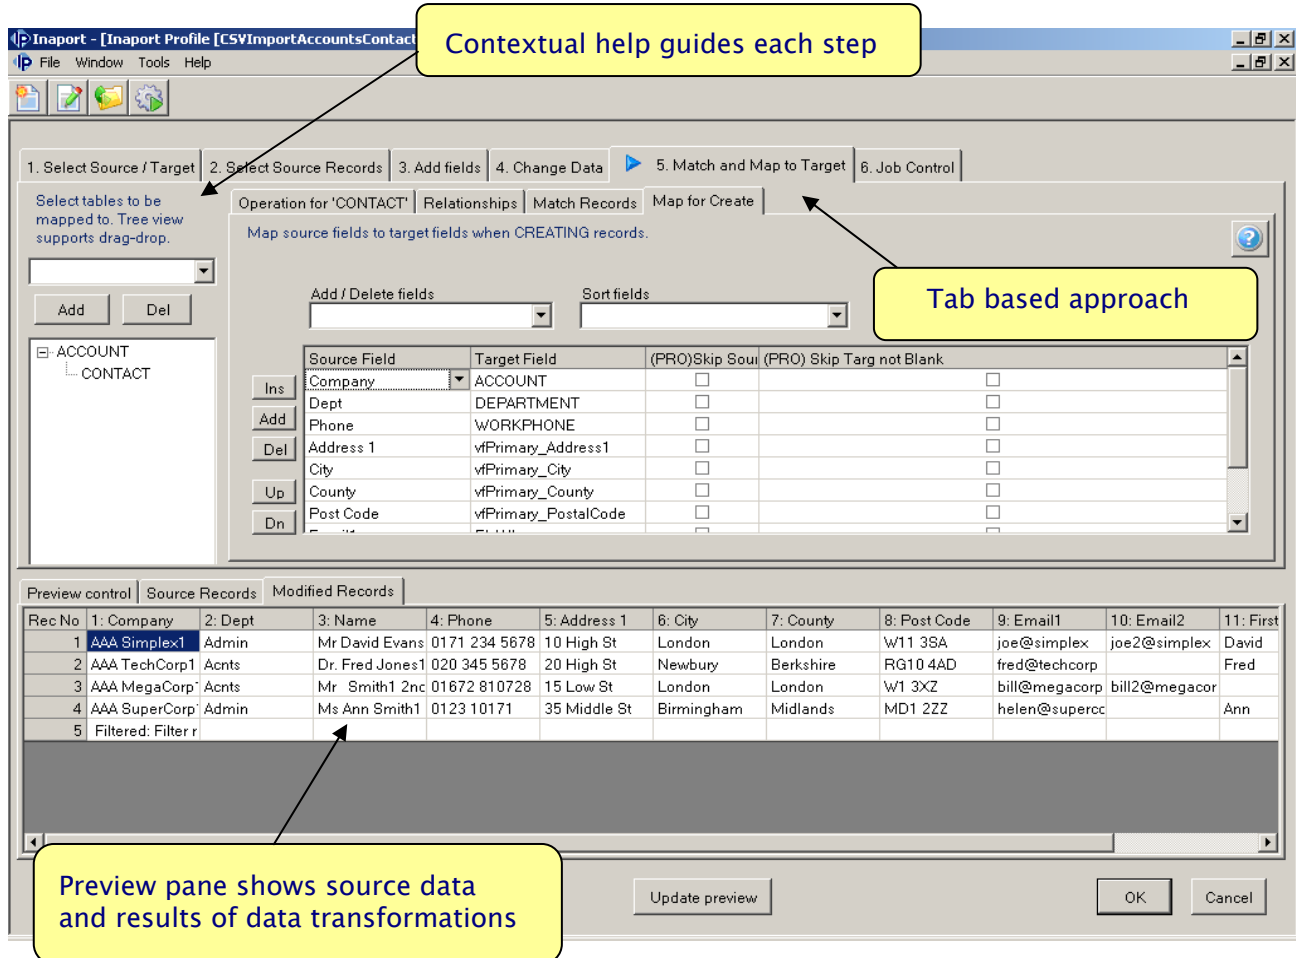 Inaport - [Inaport Profile [CSVImportAccountsContact
Contextual help guides each step
File Window Tools Help
1. Select Source / Target 2. Select Source Records 3. Add fields 4. Change Data 5. Match and Map to Target 6. Job Control
Select tables to be
mapped to. Tree view
supports drag-drop.
Operation for 'CONTACT' Relationships Match Records Map for Create
Map source fields to target fields when CREATING records.
Add Del
Add / Delete fields Sort fields
Tab based approach
ACCOUNT
CONTACT
Ins
Add
Del
Up
Dn
Source Field Target Field (PRO)Skip Sour (PRO) Skip Targ not Blank
Company ACCOUNT
Dept DEPARTMENT
Phone WORKPHONE
Address 1 vfPrimary_Address1
City vfPrimary_City
County vfPrimary_County
Post Code vfPrimary_PostalCode
Preview control Source Records Modified Records
Rec No 1: Company 2: Dept 3: Name 4: Phone 5: Address 1 6: City 7: County 8: Post Code 9: Email1 10: Email2 11: First
1 AAA Simplex1 Admin Mr David Evans 0171 234 5678 10 High St London London W11 3SA joe@simplex joe2@simplex David
2 AAA TechCorp1 Acnts Dr. Fred Jones1 020 345 5678 20 High St Newbury Berkshire RG10 4AD fred@techcorp Fred
3 AAA MegaCorp Acnts Mr Smith1 2nd 01672 810728 15 Low St London London W1 3XZ bill@megacorp bill2@megacor
4 AAA SuperCorp Admin Ms Ann Smith1 0123 10171 35 Middle St Birmingham Midlands MD1 2ZZ helen@superco Ann
5 Filtered: Filter r
Preview pane shows source data
and results of data transformations
Update preview OK Cancel